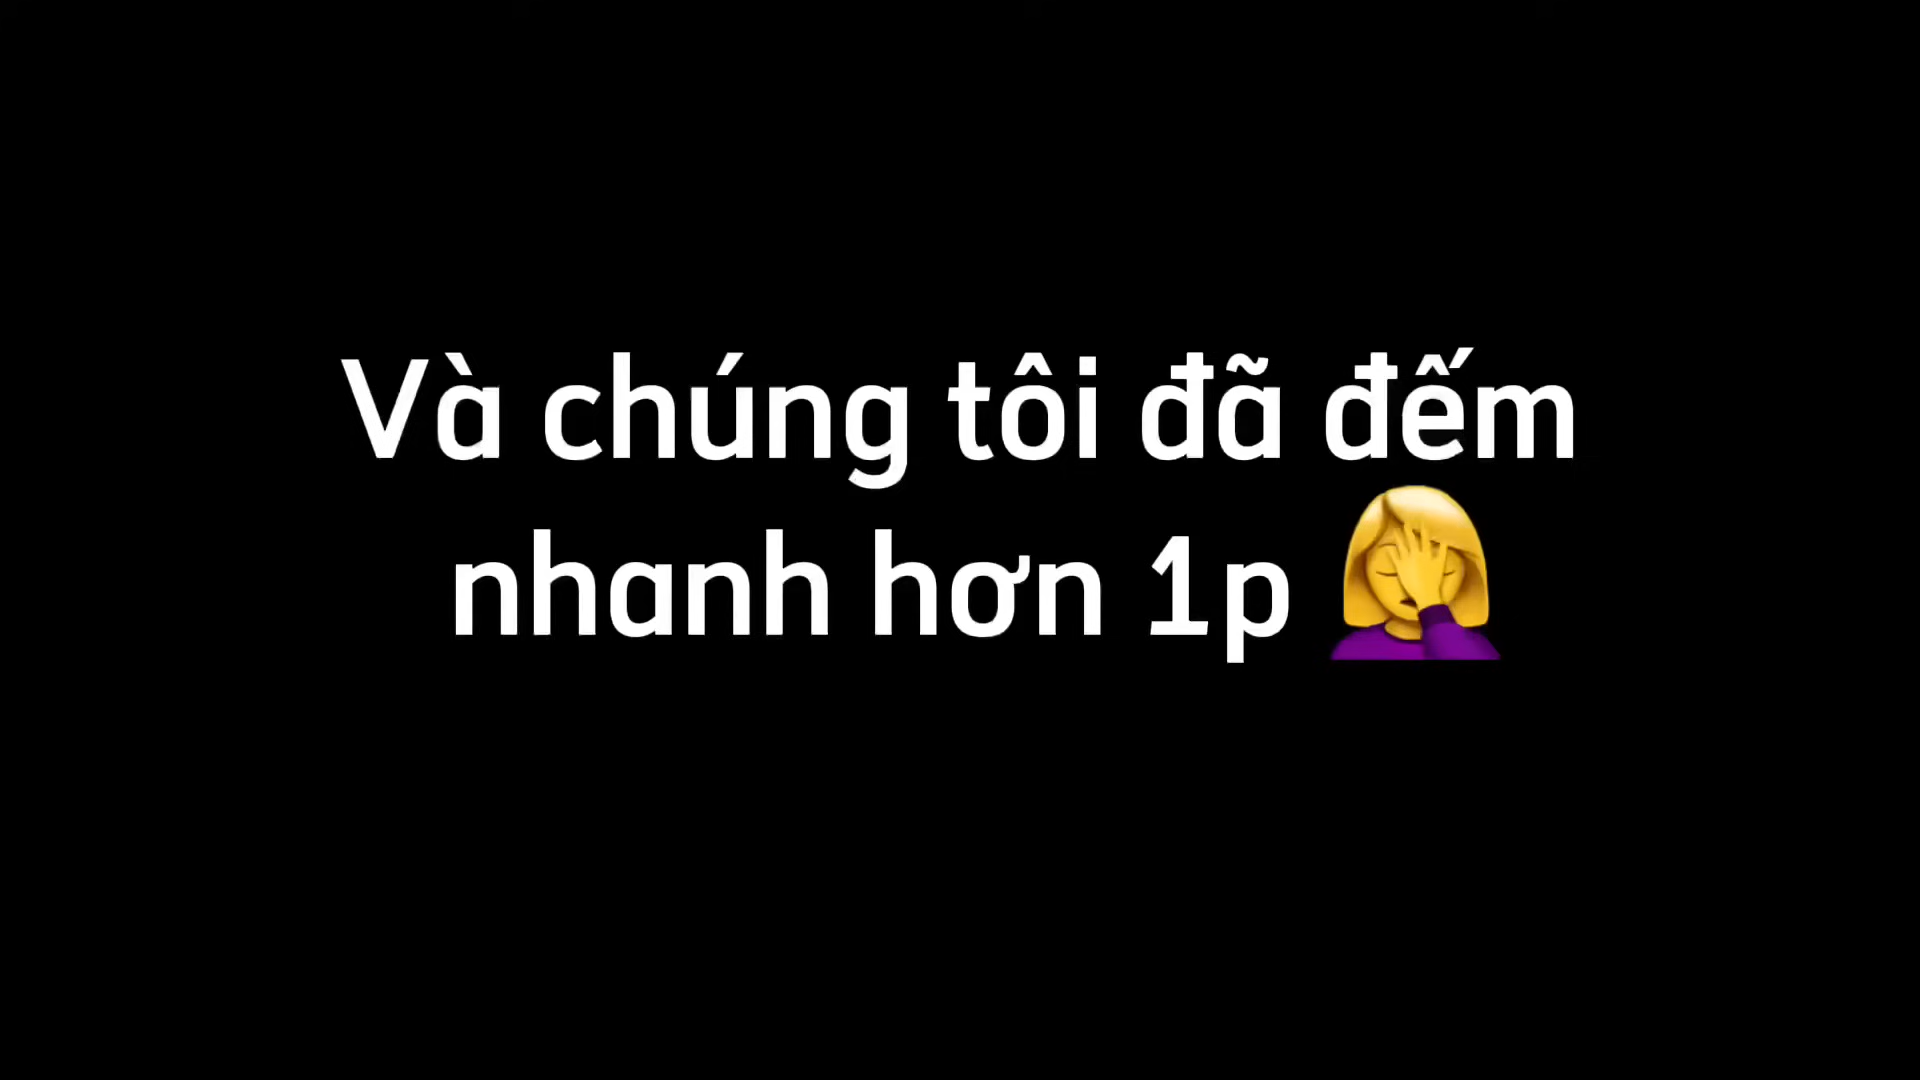 Và chúng tôi đã đếm
nhanh hơn 1p 🤦‍♀️